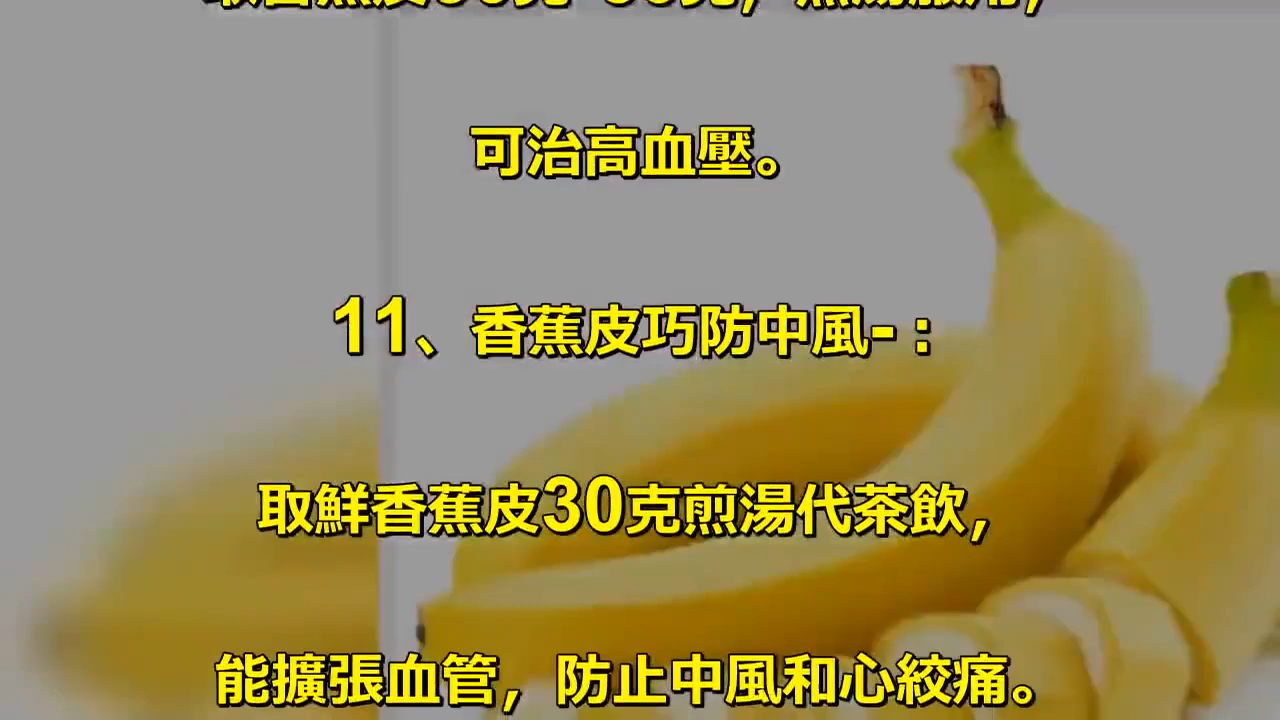 可治高血壓。
11、香蕉皮巧防中風-：
取鮮香蕉皮30克煎湯代茶飲，
能擴張血管，防止中風和心絞痛。